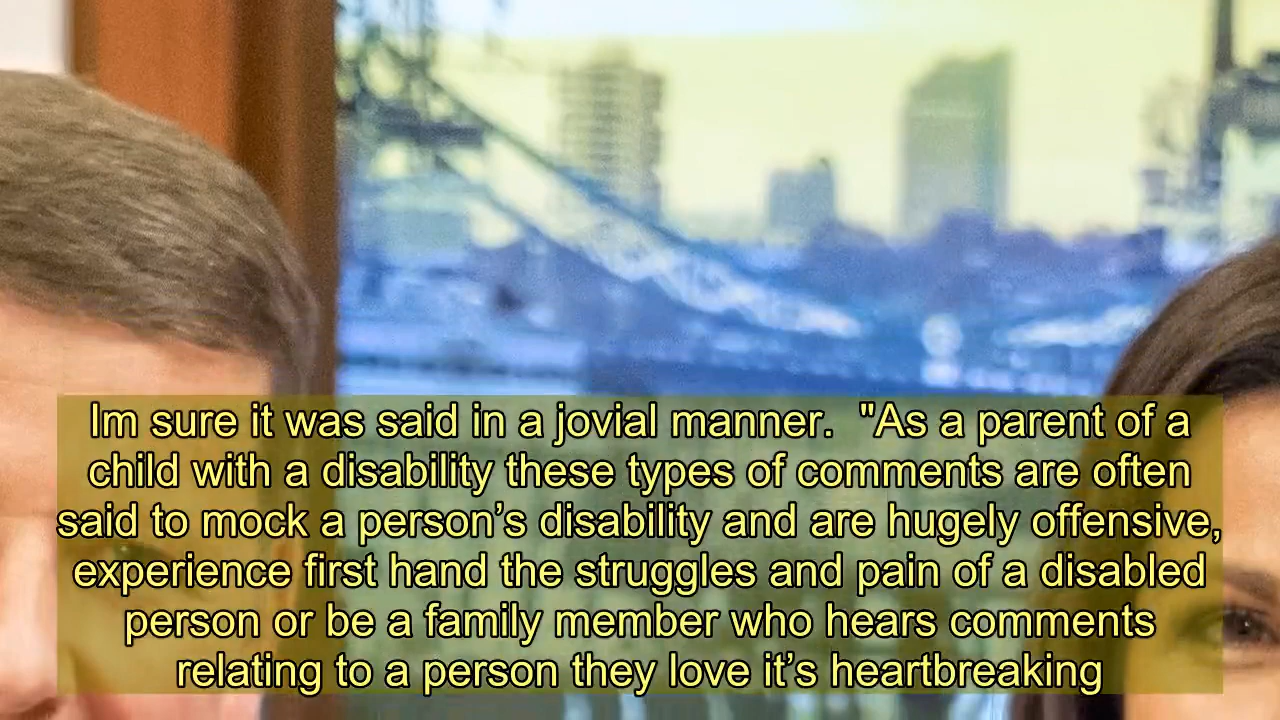 Im sure it was said in a jovial manner.  "As a parent of a
child with a disability these types of comments are often
said to mock a person’s disability and are hugely offensive,
experience first hand the struggles and pain of a disabled
person or be a family member who hears comments
relating to a person they love it’s heartbreaking